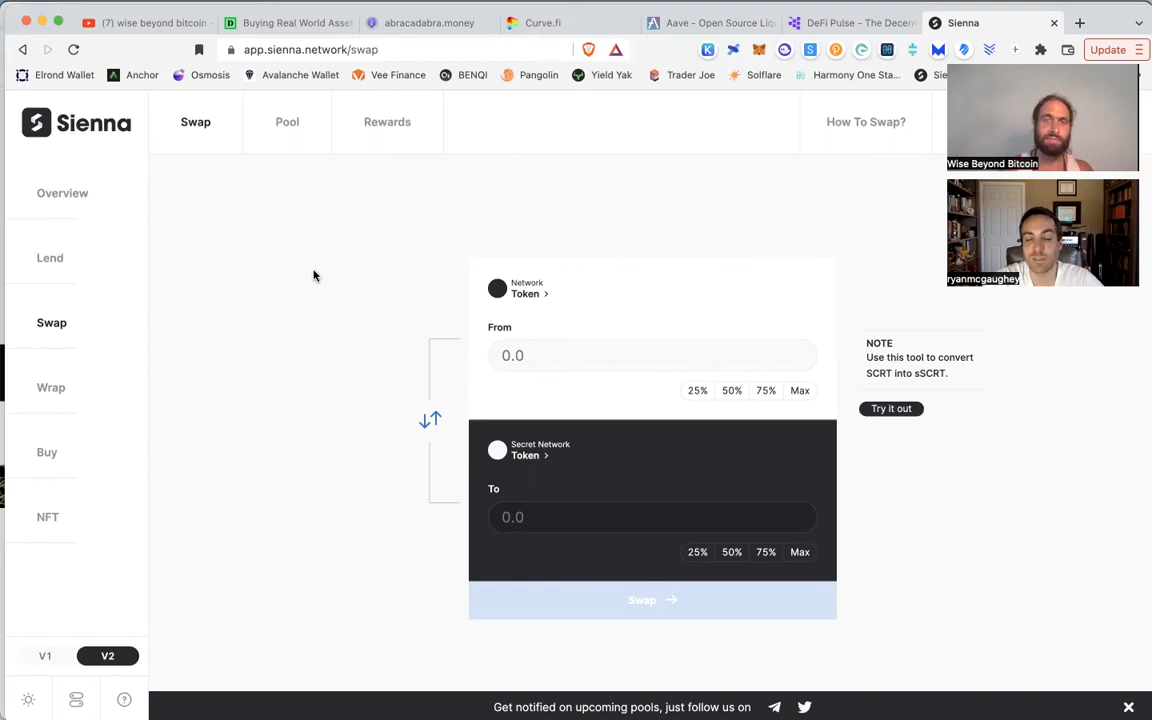 (7) wise beyond bitcoin
Buying Real World Asset
abracadabra.money
Curve.fi
Aave - Open Source Liq
DeFi Pulse - The Decent
Sienna
app.sienna.network/swap
Update
Elrond Wallet
Anchor
Osmosis
Avalanche Wallet
Vee Finance
BENQI
Pangolin
Yield Yak
Trader Joe
Solflare
Harmony One Sta...
Sie
Sienna
Swap
Pool
Rewards
How To Swap?
Wise Beyond Bitcoin
ryanmcgaughey
Overview
Lend
Swap
Wrap
Buy
NFT
Network
Token >
From
0.0
25% 50% 75% Max
Secret Network
Token >
To
0.0
25% 50% 75% Max
Swap →
NOTE
Use this tool to convert
SCRT into sSCRT.
Try it out
V1 V2
Get notified on upcoming pools, just follow us on